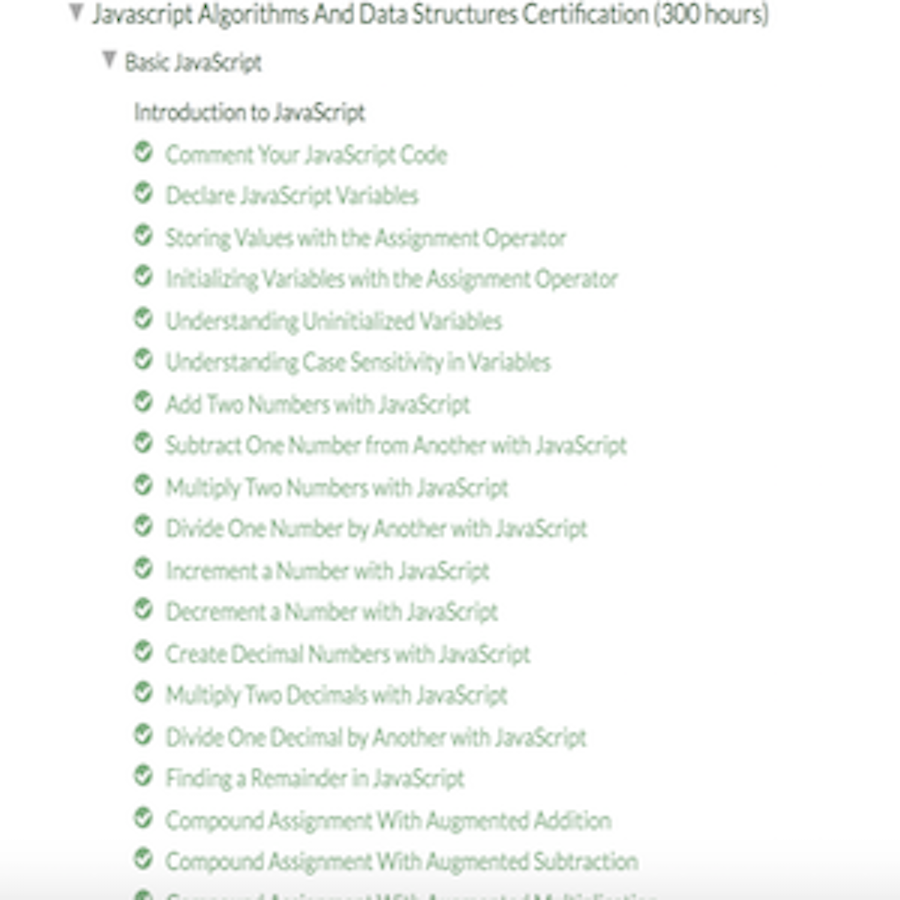 Javascript Algorithms And Data Structures Certification (300 hours)
Basic JavaScript
Introduction to JavaScript
Comment Your JavaScript Code
Declare JavaScript Variables
Storing Values with the Assignment Operator
Initializing Variables with the Assignment Operator
Understanding Uninitialized Variables
Understanding Case Sensitivity in Variables
Add Two Numbers with JavaScript
Subtract One Number from Another with JavaScript
Multiply Two Numbers with JavaScript
Divide One Number by Another with JavaScript
Increment a Number with JavaScript
Decrement a Number with JavaScript
Create Decimal Numbers with JavaScript
Multiply Two Decimals with JavaScript
Divide One Decimal by Another with JavaScript
Finding a Remainder in JavaScript
Compound Assignment With Augmented Addition
Compound Assignment With Augmented Subtraction
Compound Assignment With Augmented Multiplication